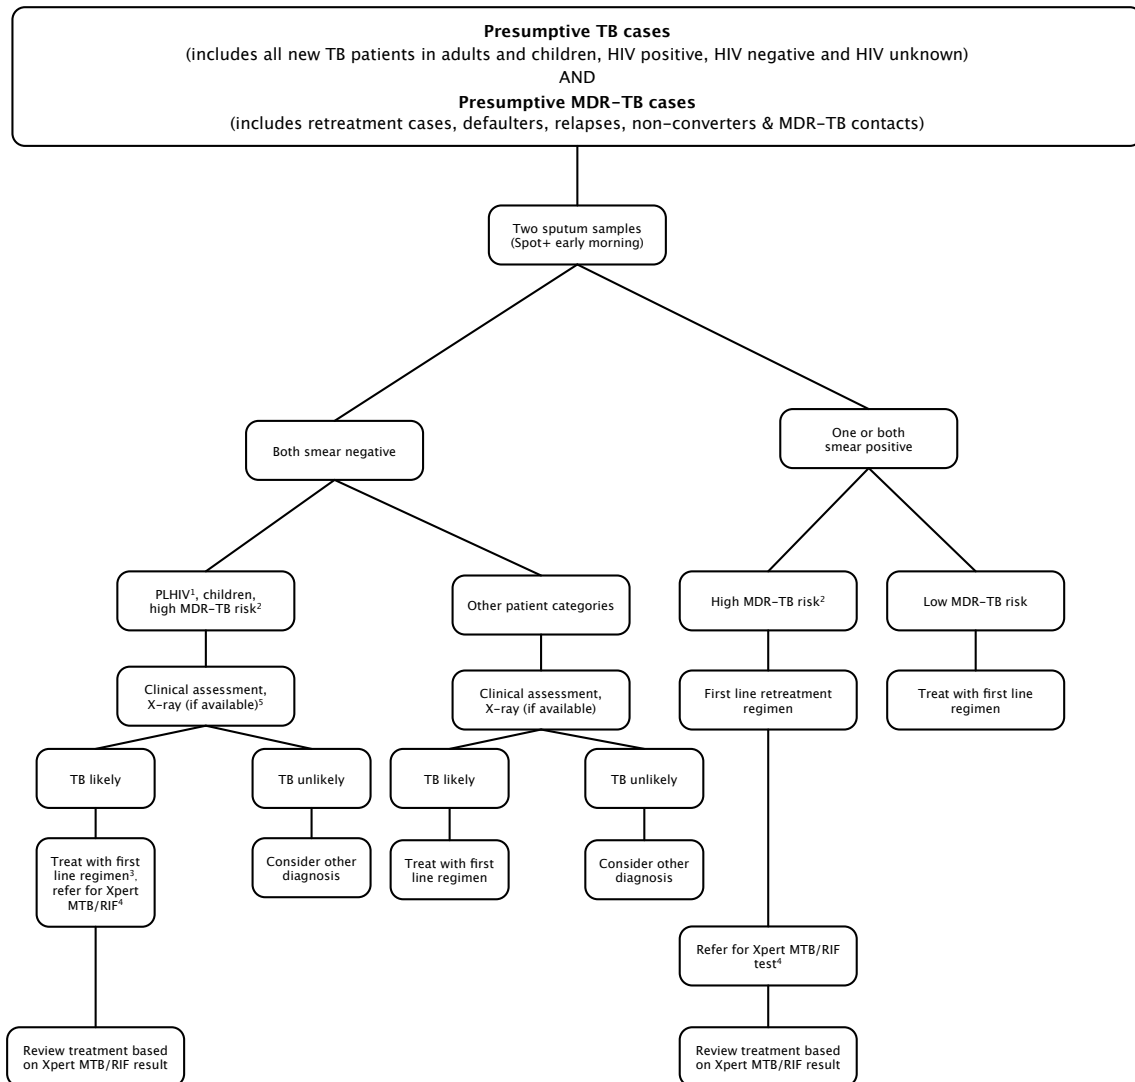 Presumptive TB cases
(includes all new TB patients in adults and children, HIV positive, HIV negative and HIV unknown)
AND
Presumptive MDR-TB cases
(includes retreatment cases, defaulters, relapses, non-converters & MDR-TB contacts)
Two sputum samples
(Spot+ early morning)
Both smear negative
One or both
smear positive
PLHIV¹, children,
high MDR-TB risk²
Other patient categories
High MDR-TB risk²
Low MDR-TB risk
Clinical assessment,
X-ray (if available)⁵
Clinical assessment,
X-ray (if available)
First line retreatment
regimen
Treat with first line
regimen
TB likely
TB unlikely
TB likely
TB unlikely
Treat with first
line regimen³.
refer for Xpert
MTB/RIF⁴
Consider other
diagnosis
Treat with first
line regimen
Consider other
diagnosis
Refer for Xpert MTB/RIF
test⁴
Review treatment based
on Xpert MTB/RIF result
Review treatment based
on Xpert MTB/RIF result